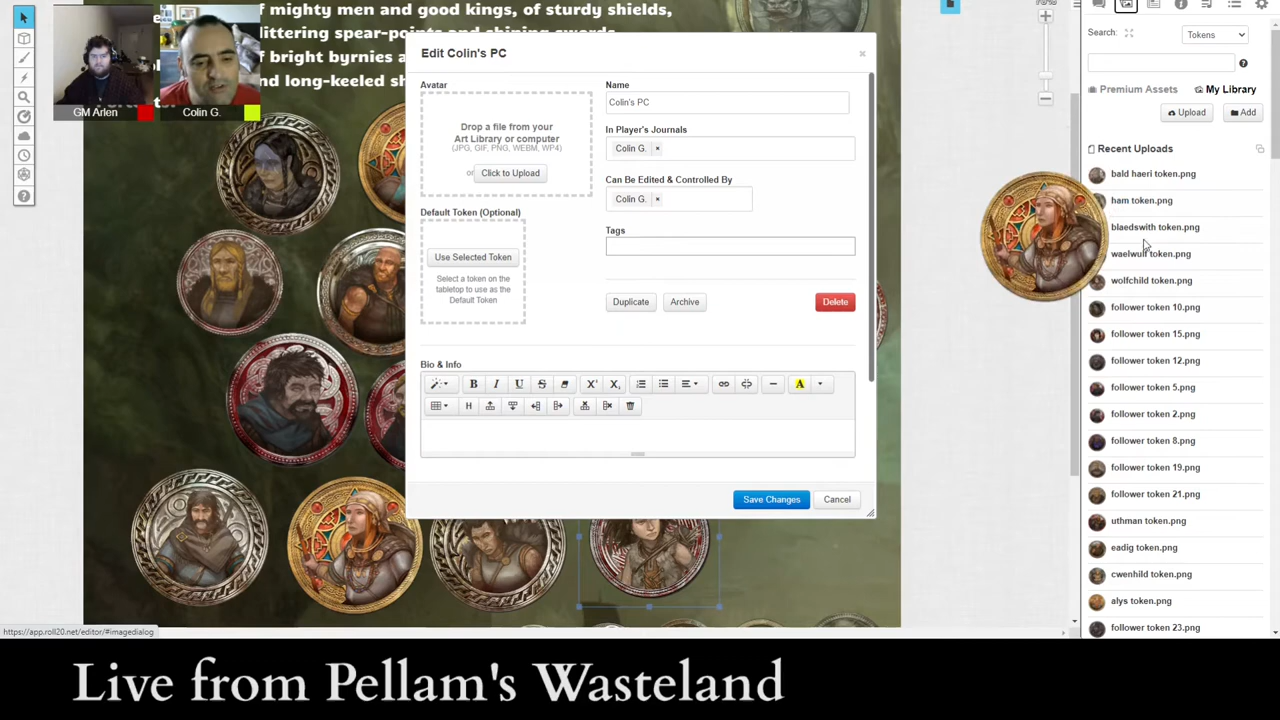 of mighty men and good kings, of sturdy shields,
glittering spear-points and shining swords
of bright byrnies a
and long-keeled sh
GM Arlen
Colin G.
Edit Colin's PC
×
Avatar
Drop a file from your
Art Library or computer
(JPG, GIF, PNG, WEBM, WP4)
or Click to Upload
Default Token (Optional)
Use Selected Token
Select a token on the
tabletop to use as the
Default Token
Name
Colin's PC
In Player's Journals
Colin G. ×
Can Be Edited & Controlled By
Colin G. ×
Tags
Duplicate Archive Delete
Bio & Info
B I U S X' X, A
H
Save Changes Cancel
Search:
Tokens
Premium Assets My Library
Upload Add
Recent Uploads
bald haeri token.png
ham token.png
blaedswith token.png
waelwulf token.png
wolfchild token.png
follower token 10.png
follower token 15.png
follower token 12.png
follower token 5.png
follower token 2.png
follower token 8.png
follower token 19.png
follower token 21.png
uthman token.png
eadig token.png
cwenhild token.png
alys token.png
follower token 23.png
https://app.roll20.net/editor/#imagedialog
Live from Pellam's Wasteland